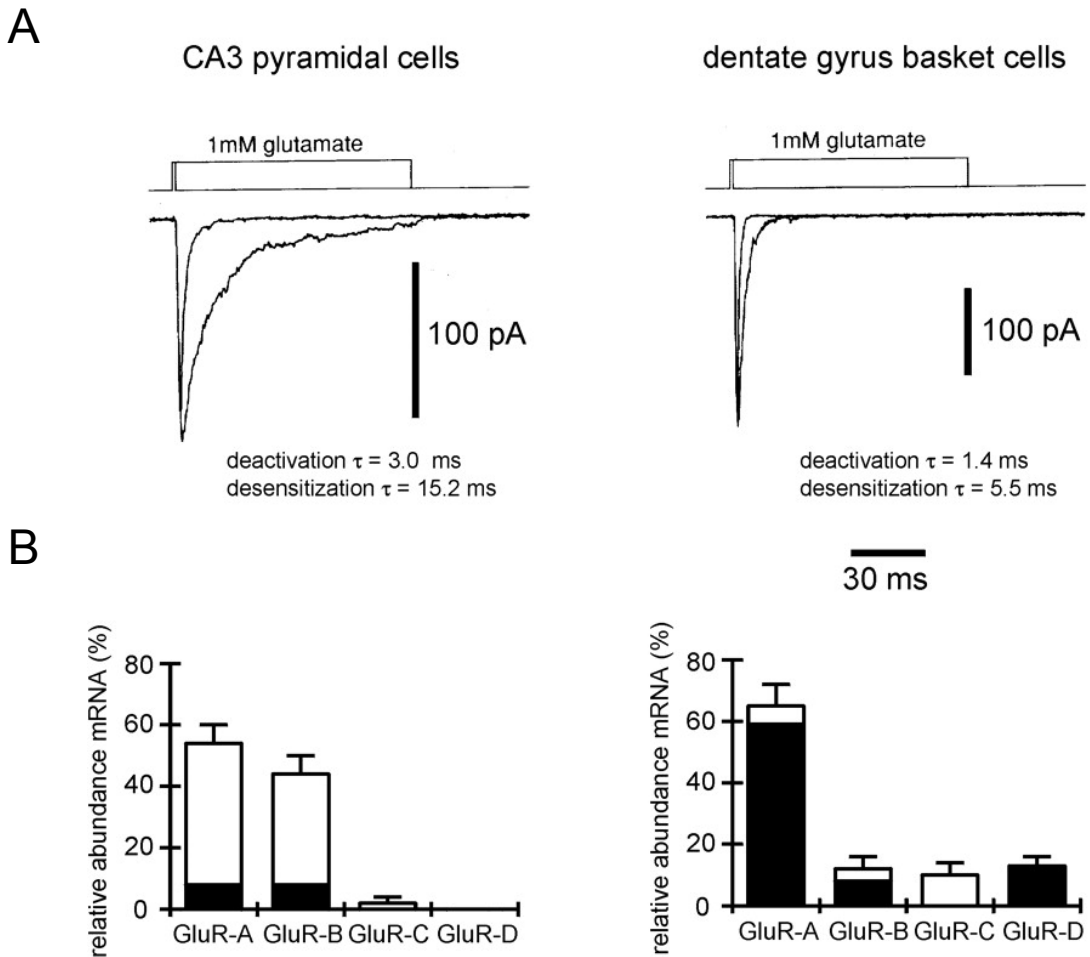 A
CA3 pyramidal cells
dentate gyrus basket cells
1mM glutamate
1mM glutamate
100 pA
100 pA
deactivation τ = 3.0 ms
desensitization τ = 15.2 ms
deactivation τ = 1.4 ms
desensitization τ = 5.5 ms
B
30 ms
relative abundance mRNA (%)
80
60
40
20
0
GluR-A GluR-B GluR-C GluR-D
relative abundance mRNA (%)
80
60
40
20
0
GluR-A GluR-B GluR-C GluR-D